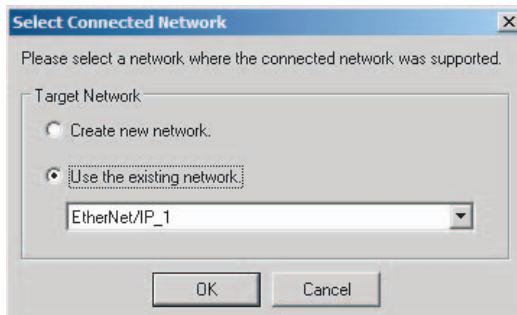 Select Connected Network
Please select a network where the connected network was supported.
Target Network
Create new network.
Use the existing network.
EtherNet/IP_1
OK Cancel